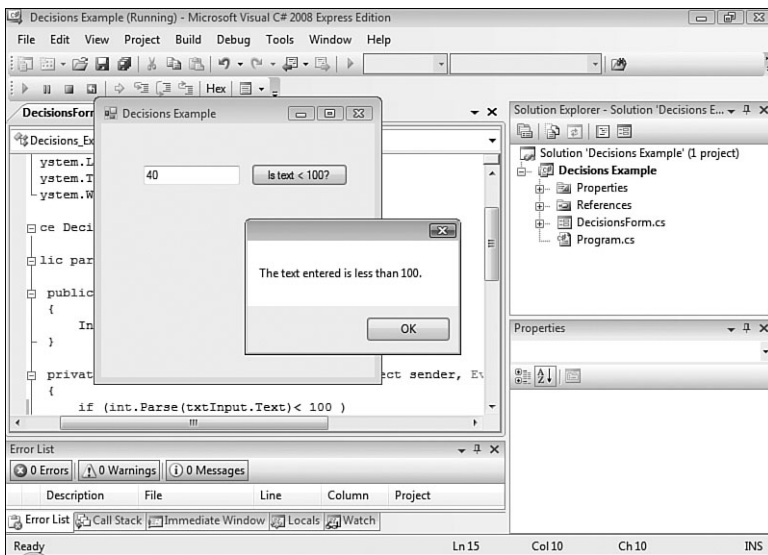 Decisions Example (Running) - Microsoft Visual C# 2008 Express Edition
File Edit View Project Build Debug Tools Window Help
Hex
DecisionsForm
Decisions_Ex
ystem.L
ystem.T
ystem.W
ce Deci
lic par
public
{
In
}
privat
ect sender, Ev
{
if (int.Parse(txtInput.Text)< 100 )
Decisions Example
40
Is text < 100?
The text entered is less than 100.
OK
Solution Explorer - Solution 'Decisions E...
Solution 'Decisions Example' (1 project)
Decisions Example
Properties
References
DecisionsForm.cs
Program.cs
Properties
Error List
0 Errors 0 Warnings 0 Messages
Description File Line Column Project
Error List Call Stack Immediate Window Locals Watch
Ready Ln 15 Col 10 Ch 10 INS